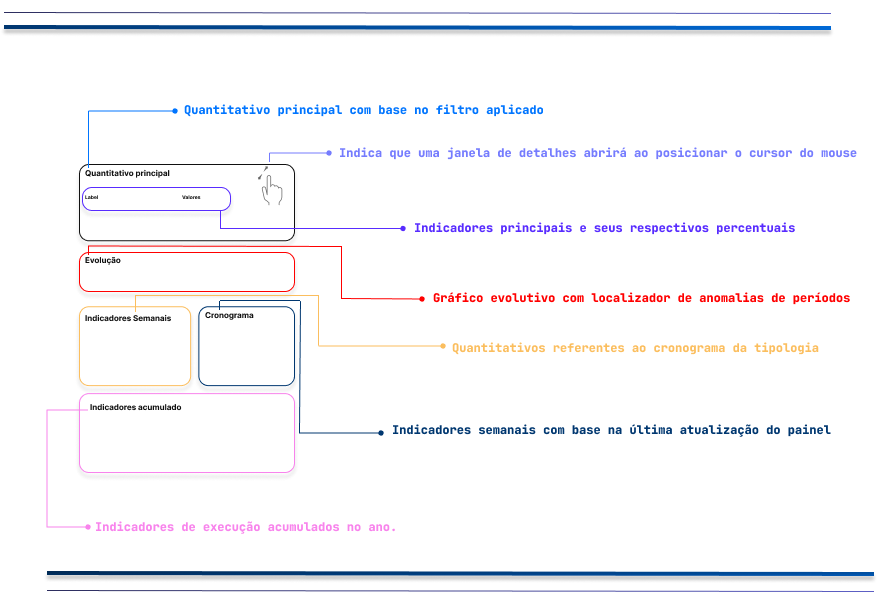 Quantitativo principal com base no filtro aplicado
Indica que uma janela de detalhes abrirá ao posicionar o cursor do mouse
Quantitativo principal
Label Valores
Indicadores principais e seus respectivos percentuais
Evolução
Gráfico evolutivo com localizador de anomalias de períodos
Indicadores Semanais
Cronograma
Quantitativos referentes ao cronograma da tipologia
Indicadores acumulado
Indicadores semanais com base na última atualização do painel
Indicadores de execução acumulados no ano.